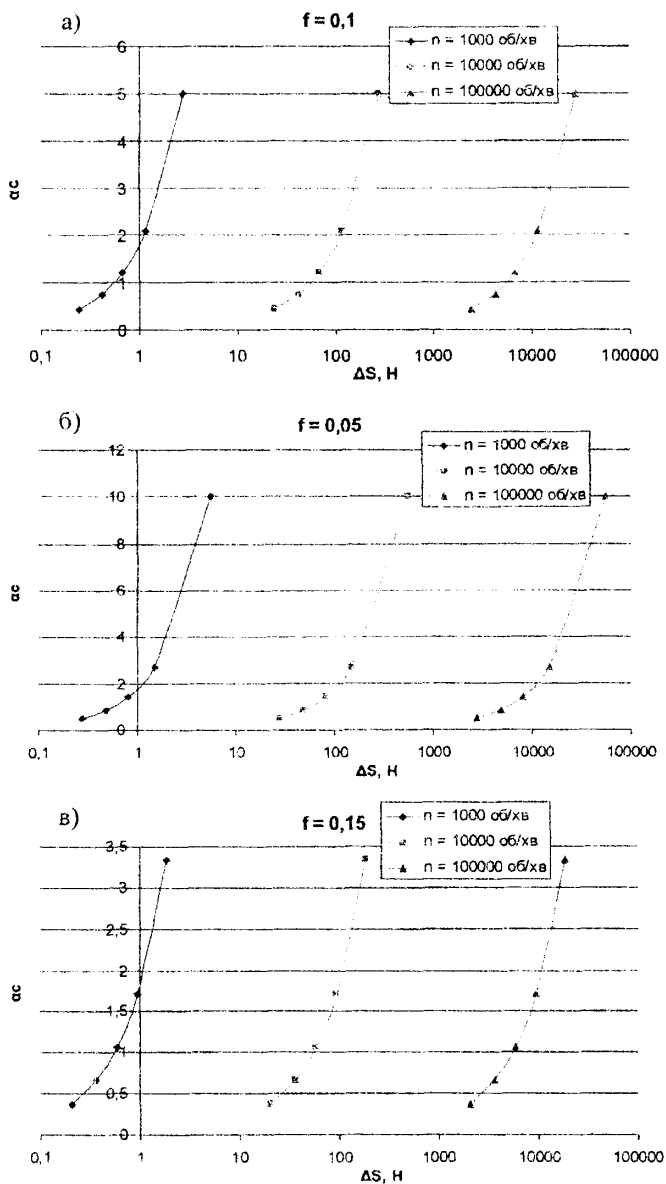 а)
f = 0,1
n = 1000 об/хв
n = 10000 об/хв
n = 100000 об/хв
6
5
4
3
2
1
0
αc
0,1 1 10 100 1000 10000 100000
ΔS, Н
б)
f = 0,05
n = 1000 об/хв
n = 10000 об/хв
n = 100000 об/хв
12
10
8
6
4
2
0
αc
0,1 1 10 100 1000 10000 100000
ΔS, Н
в)
f = 0,15
n = 1000 об/хв
n = 10000 об/хв
n = 100000 об/хв
3,5
3
2,5
2
1,5
1
0,5
0
αc
0,1 1 10 100 1000 10000 100000
ΔS, Н